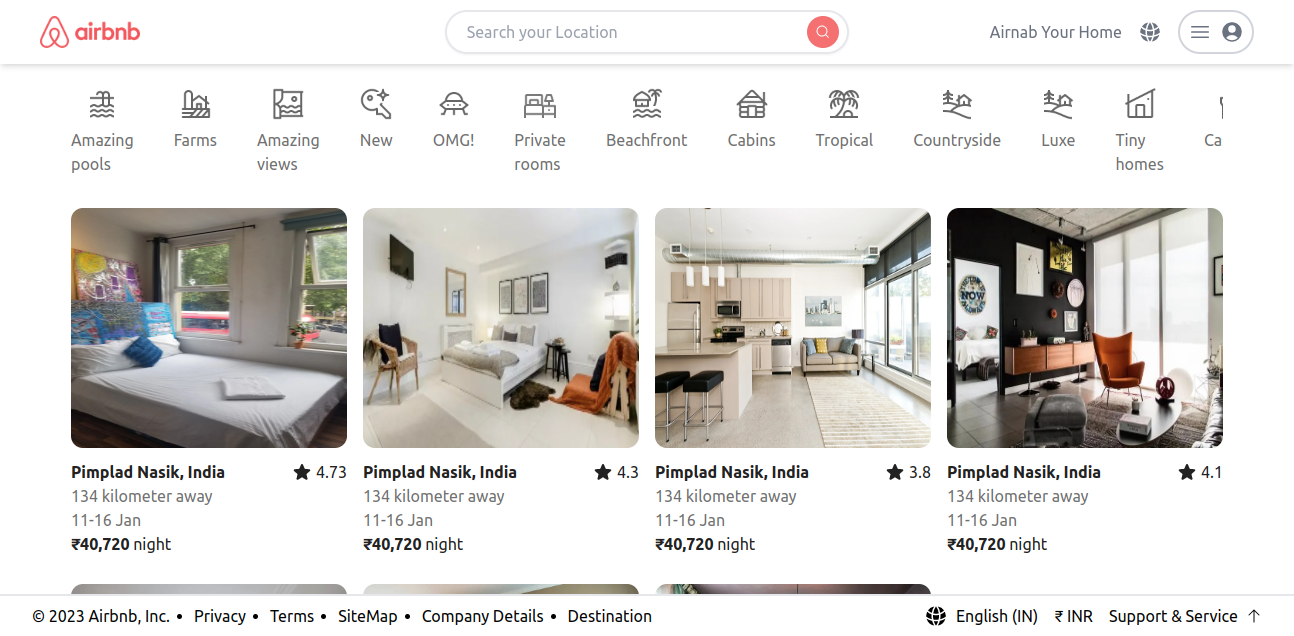 airbnb
Search your Location
Airnab Your Home
Amazing pools
Farms
Amazing views
New
OMG!
Private rooms
Beachfront
Cabins
Tropical
Countryside
Luxe
Tiny homes
Ca
NOW
Pimplad Nasik, India ★ 4.73
134 kilometer away
11-16 Jan
₹40,720 night
Pimplad Nasik, India ★ 4.3
134 kilometer away
11-16 Jan
₹40,720 night
Pimplad Nasik, India ★ 3.8
134 kilometer away
11-16 Jan
₹40,720 night
Pimplad Nasik, India ★ 4.1
134 kilometer away
11-16 Jan
₹40,720 night
© 2023 Airbnb, Inc. • Privacy • Terms • SiteMap • Company Details • Destination
English (IN) ₹ INR Support & Service ↑